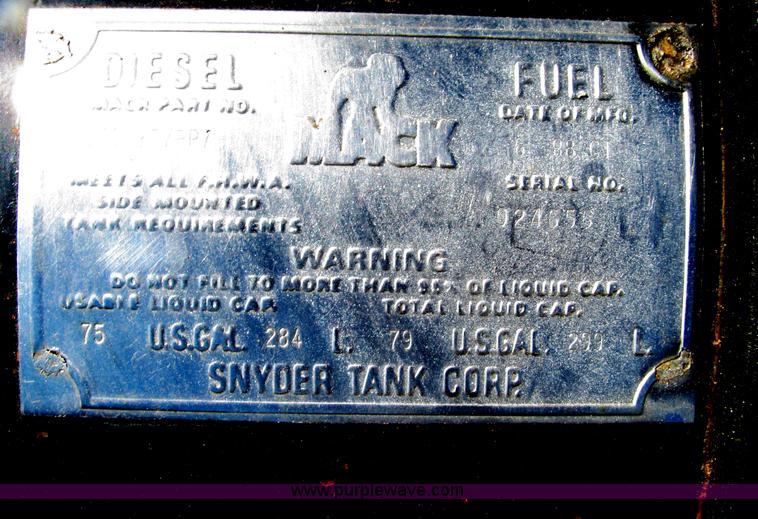 DIESEL FUEL
MACK PART NO. MACK DATE OF MFG.
MEETS ALL F.H.W.A. SERIAL NO.
SIDE MOUNTED
TANK REQUIREMENTS
WARNING
DO NOT FILL TO MORE THAN 95% OF LIQUID CAP.
USABLE LIQUID CAP. TOTAL LIQUID CAP.
75 U.S.GAL. 284 L. 79 U.S.GAL. 299 L.
SNYDER TANK CORP.
www.purplewave.com